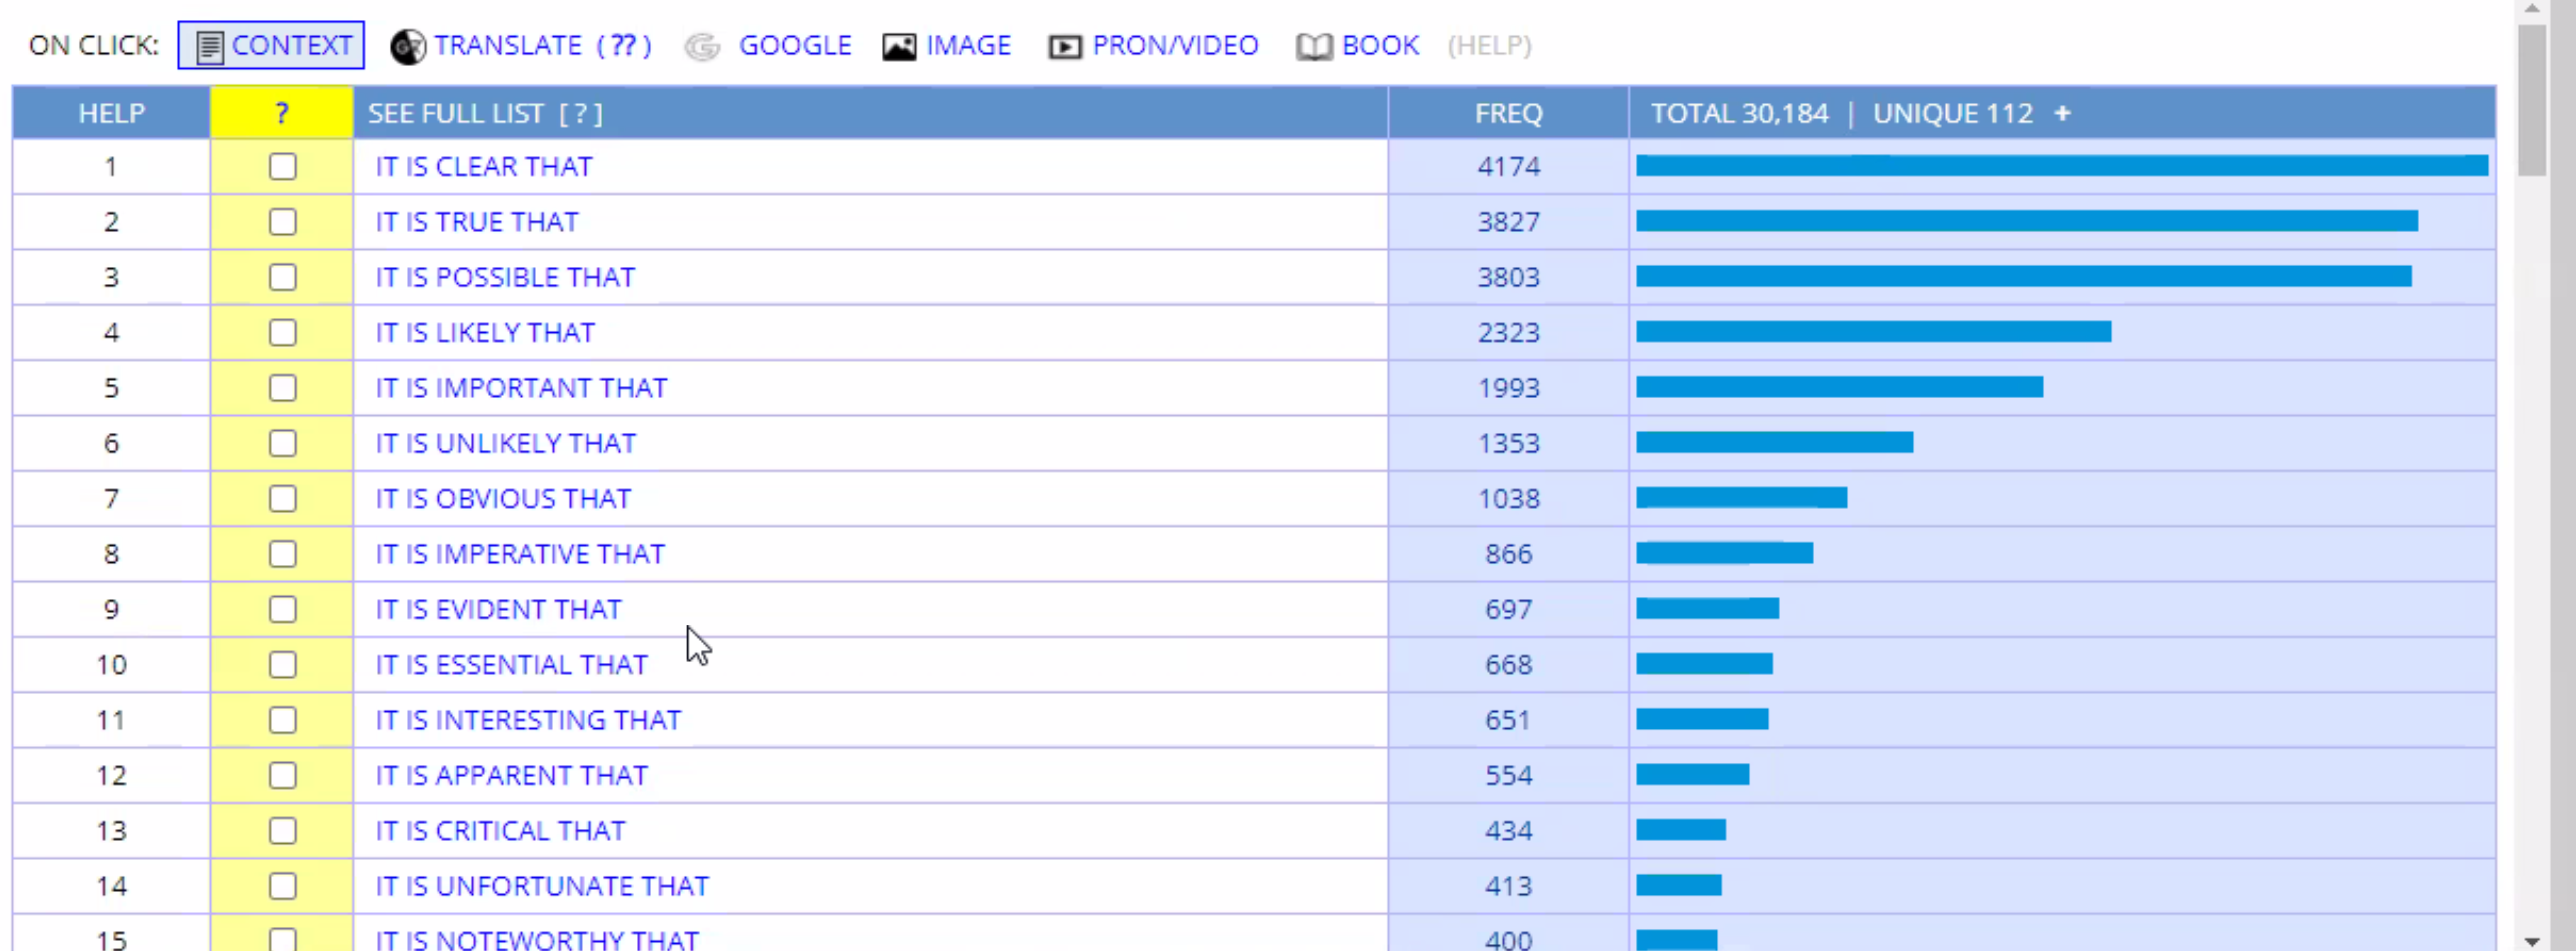 ON CLICK: CONTEXT TRANSLATE (??) GOOGLE IMAGE PRON/VIDEO BOOK (HELP)
HELP ? SEE FULL LIST [?] FREQ TOTAL 30,184 | UNIQUE 112 +
1 IT IS CLEAR THAT 4174
2 IT IS TRUE THAT 3827
3 IT IS POSSIBLE THAT 3803
4 IT IS LIKELY THAT 2323
5 IT IS IMPORTANT THAT 1993
6 IT IS UNLIKELY THAT 1353
7 IT IS OBVIOUS THAT 1038
8 IT IS IMPERATIVE THAT 866
9 IT IS EVIDENT THAT 697
10 IT IS ESSENTIAL THAT 668
11 IT IS INTERESTING THAT 651
12 IT IS APPARENT THAT 554
13 IT IS CRITICAL THAT 434
14 IT IS UNFORTUNATE THAT 413
15 IT IS NOTEWORTHY THAT 400